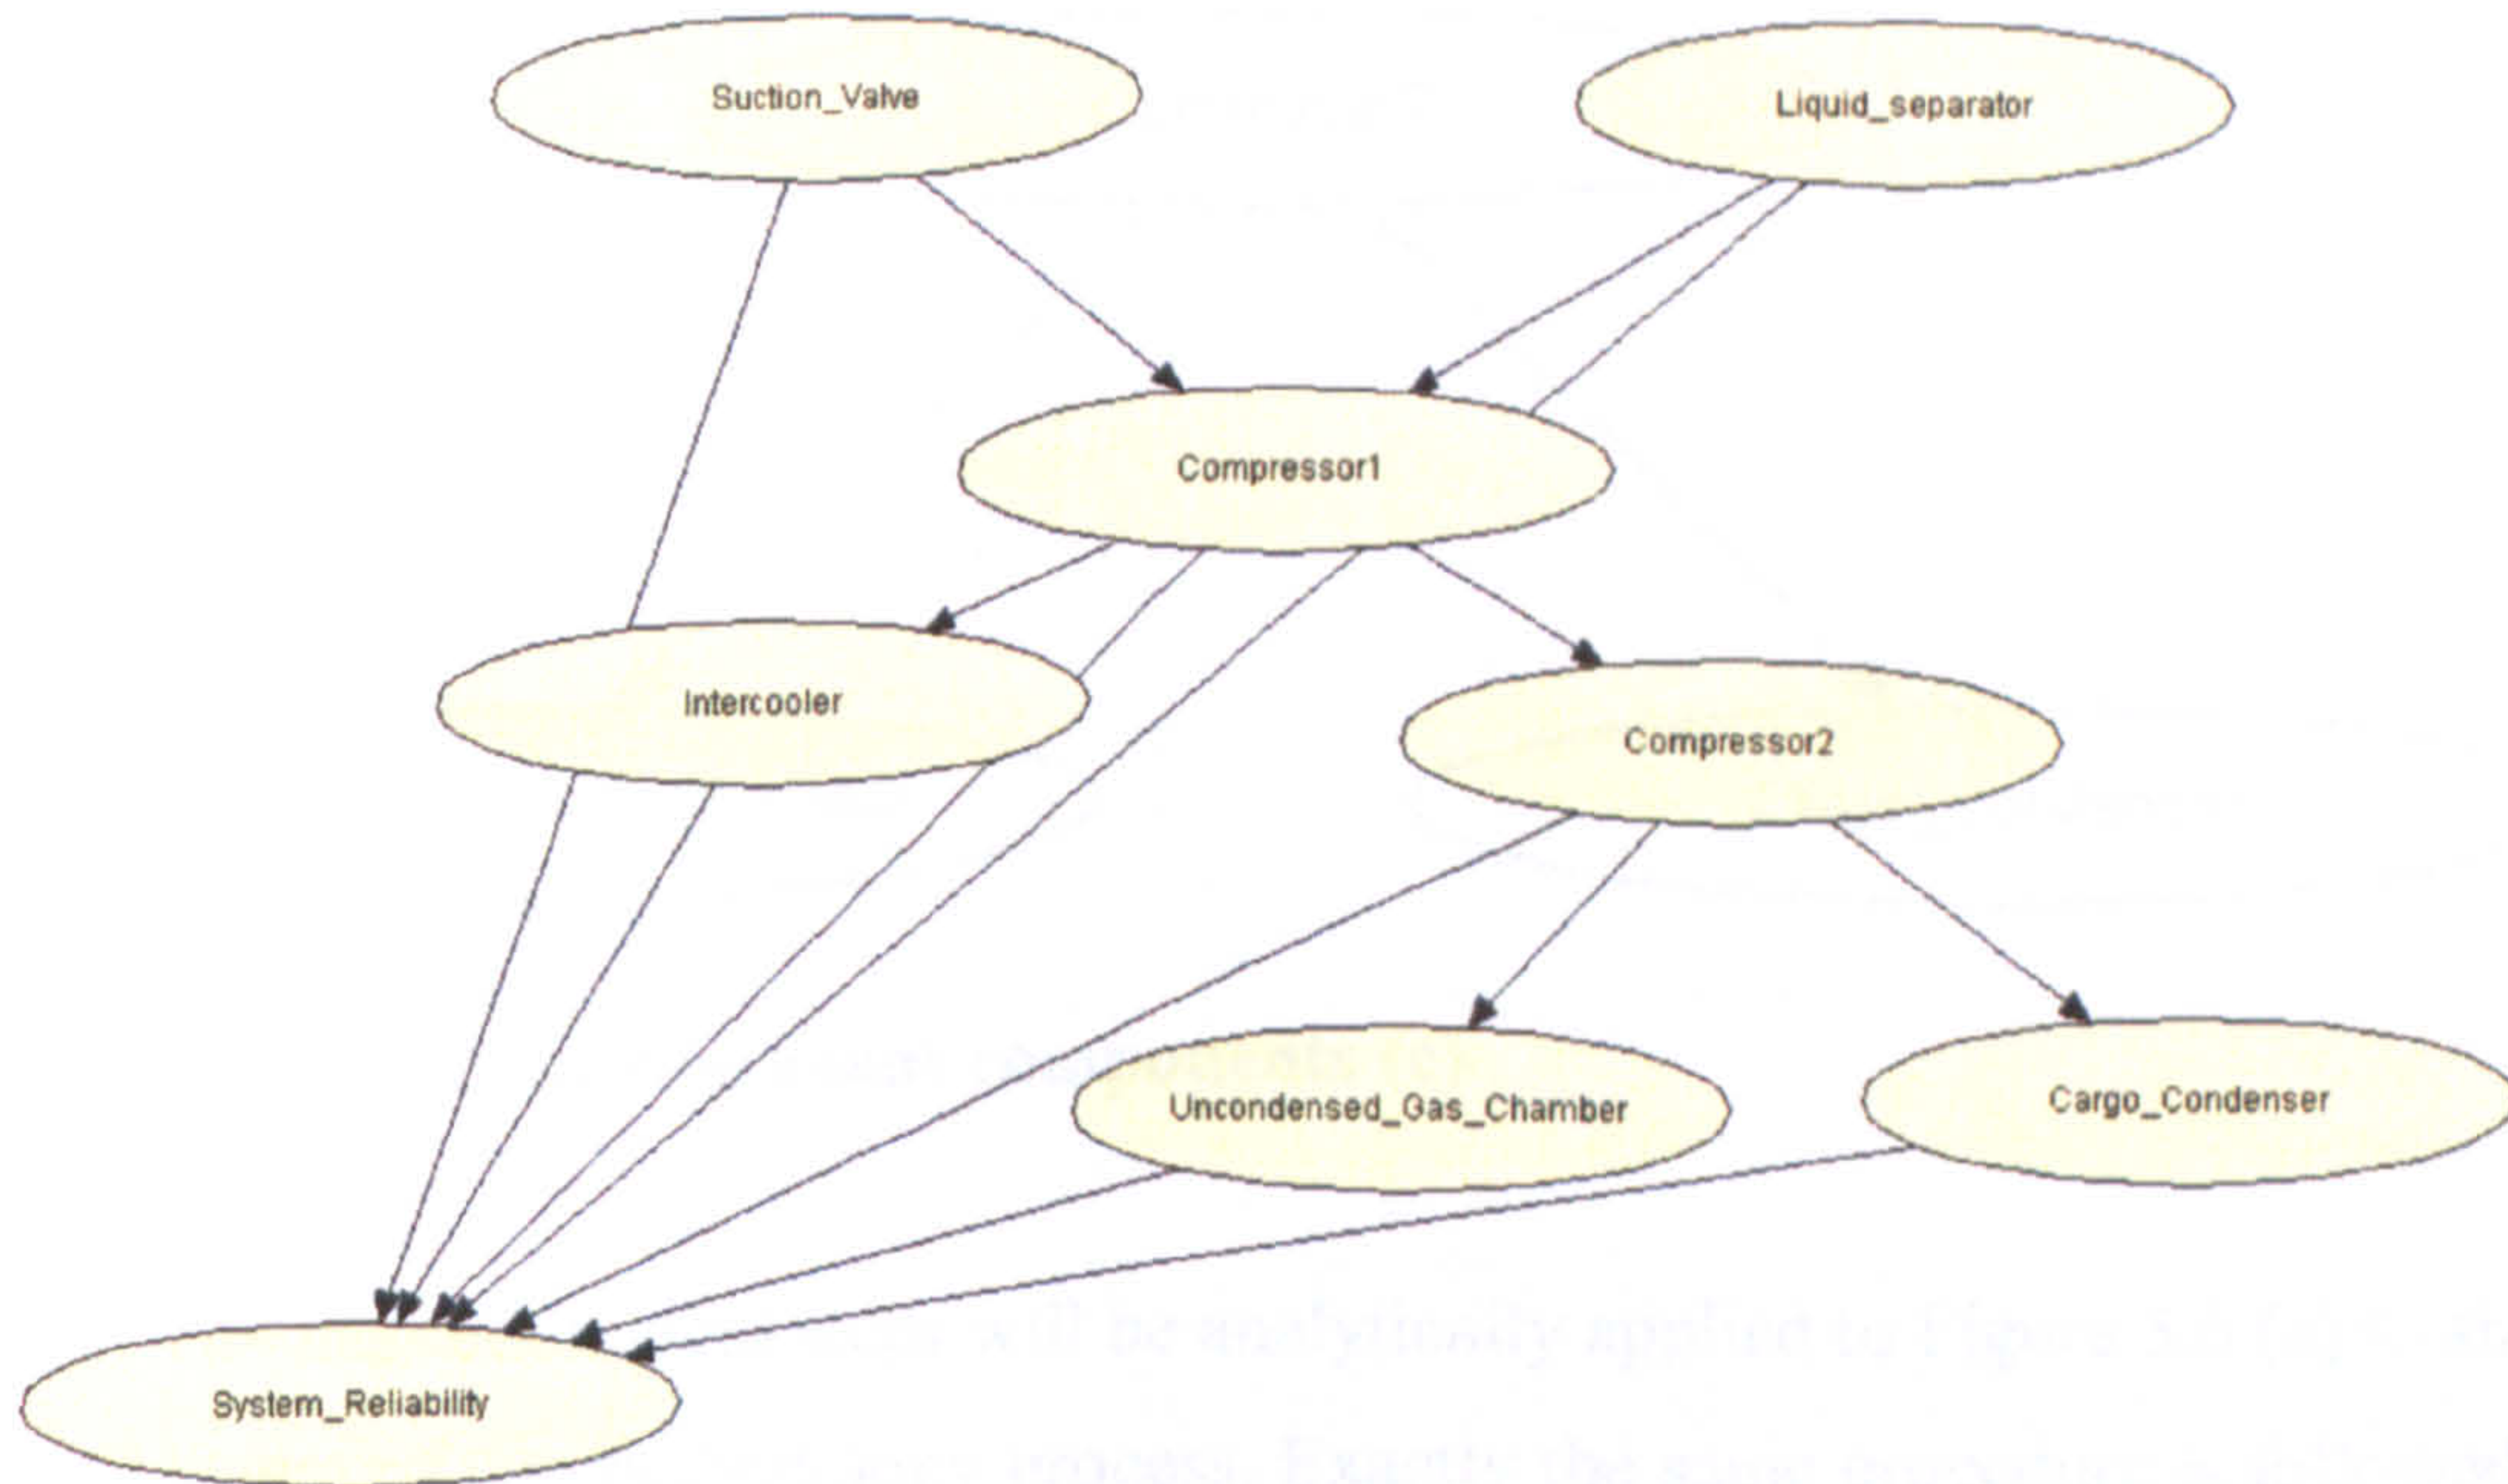 Suction_Valve
Liquid_separator
Compressor1
Intercooler
Compressor2
Uncondensed_Gas_Chamber
Cargo_Condenser
System_Reliability